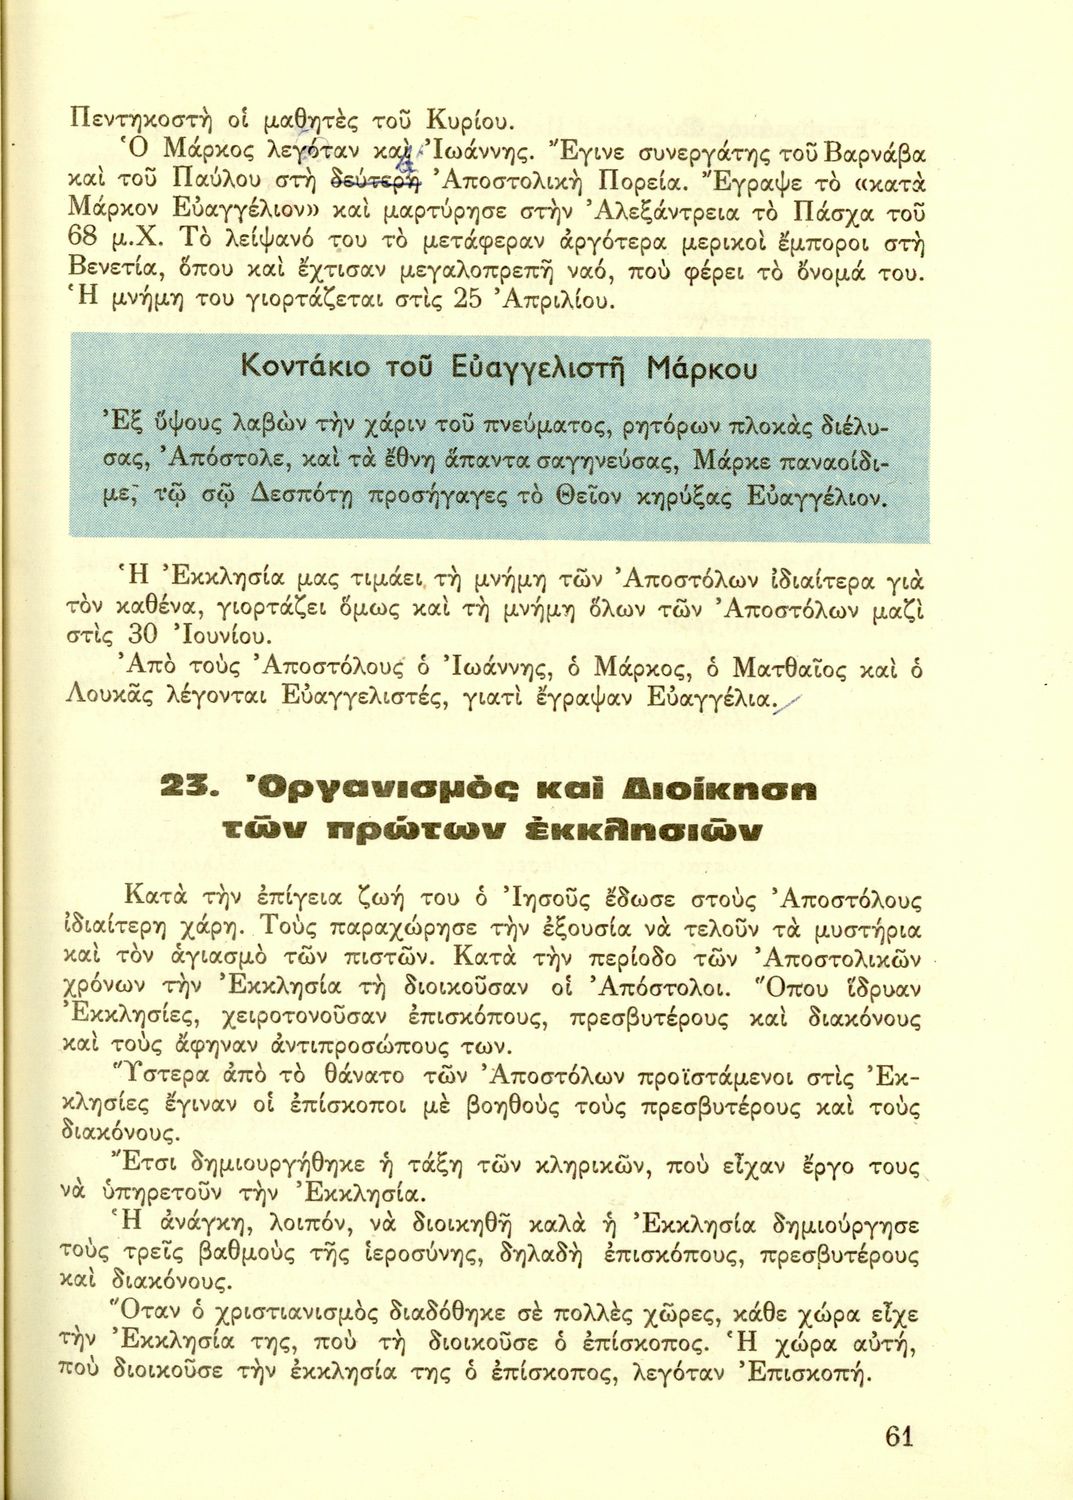 Πεντηκοστὴ οἱ μαθητὲς τοῦ Κυρίου.
Ὁ Μάρκος λεγόταν καὶ Ἰωάννης. Ἔγινε συνεργάτης τοῦ Βαρνάβα
καὶ τοῦ Παύλου στὴ δεύτερη Ἀποστολικὴ Πορεία. Ἔγραψε τὸ «κατὰ
Μάρκον Εὐαγγέλιον» καὶ μαρτύρησε στὴν Ἀλεξάντρεια τὸ Πάσχα τοῦ
68 μ.Χ. Τὸ λείψανό του τὸ μετάφεραν ἀργότερα μερικοὶ ἔμποροι στὴ
Βενετία, ὅπου καὶ ἔχτισαν μεγαλοπρεπῆ ναό, ποὺ φέρει τὸ ὄνομά του.
Ἡ μνήμη του γιορτάζεται στὶς 25 Ἀπριλίου.
Κοντάκιο τοῦ Εὐαγγελιστῆ Μάρκου
Ἐξ ὕψους λαβὼν τὴν χάριν τοῦ πνεύματος, ρητόρων πλοκὰς διέλυ-
σας, Ἀπόστολε, καὶ τὰ ἔθνη ἅπαντα σαγηνεύσας, Μάρκε παναοίδι-
με, τῷ σῷ Δεσπότη προσήγαγες τὸ Θεῖον κηρύξας Εὐαγγέλιον.
Ἡ Ἐκκλησία μας τιμάει τὴ μνήμη τῶν Ἀποστόλων ἰδιαίτερα γιὰ
τὸν καθένα, γιορτάζει ὅμως καὶ τὴ μνήμη ὅλων τῶν Ἀποστόλων μαζὶ
στὶς 30 Ἰουνίου.
Ἀπὸ τοὺς Ἀποστόλους ὁ Ἰωάννης, ὁ Μάρκος, ὁ Ματθαῖος καὶ ὁ
Λουκᾶς λέγονται Εὐαγγελιστές, γιατὶ ἔγραψαν Εὐαγγέλια.
23. Ὀργανισμὸς καὶ Διοίκηση
τῶν πρώτων ἐκκλησιῶν
Κατὰ τὴν ἐπίγεια ζωή του ὁ Ἰησοῦς ἔδωσε στοὺς Ἀποστόλους
ἰδιαίτερη χάρη. Τοὺς παραχώρησε τὴν ἐξουσία νὰ τελοῦν τὰ μυστήρια
καὶ τὸν ἁγιασμὸ τῶν πιστῶν. Κατὰ τὴν περίοδο τῶν Ἀποστολικῶν
χρόνων τὴν Ἐκκλησία τὴ διοικοῦσαν οἱ Ἀπόστολοι. Ὅπου ἵδρυαν
Ἐκκλησίες, χειροτονοῦσαν ἐπισκόπους, πρεσβυτέρους καὶ διακόνους
καὶ τοὺς ἄφηναν ἀντιπροσώπους των.
Ὕστερα ἀπὸ τὸ θάνατο τῶν Ἀποστόλων προϊστάμενοι στὶς Ἐκ-
κλησίες ἔγιναν οἱ ἐπίσκοποι μὲ βοηθοὺς τοὺς πρεσβυτέρους καὶ τοὺς
διακόνους.
Ἔτσι δημιουργήθηκε ἡ τάξη τῶν κληρικῶν, ποὺ εἶχαν ἔργο τους
νὰ ὑπηρετοῦν τὴν Ἐκκλησία.
Ἡ ἀνάγκη, λοιπόν, νὰ διοικηθῆ καλὰ ἡ Ἐκκλησία δημιούργησε
τοὺς τρεῖς βαθμοὺς τῆς ἱεροσύνης, δηλαδὴ ἐπισκόπους, πρεσβυτέρους
καὶ διακόνους.
Ὅταν ὁ χριστιανισμὸς διαδόθηκε σὲ πολλὲς χῶρες, κάθε χώρα εἶχε
τὴν Ἐκκλησία της, ποὺ τὴ διοικοῦσε ὁ ἐπίσκοπος. Ἡ χώρα αὐτή,
ποὺ διοικοῦσε τὴν ἐκκλησία της ὁ ἐπίσκοπος, λεγόταν Ἐπισκοπή.
61